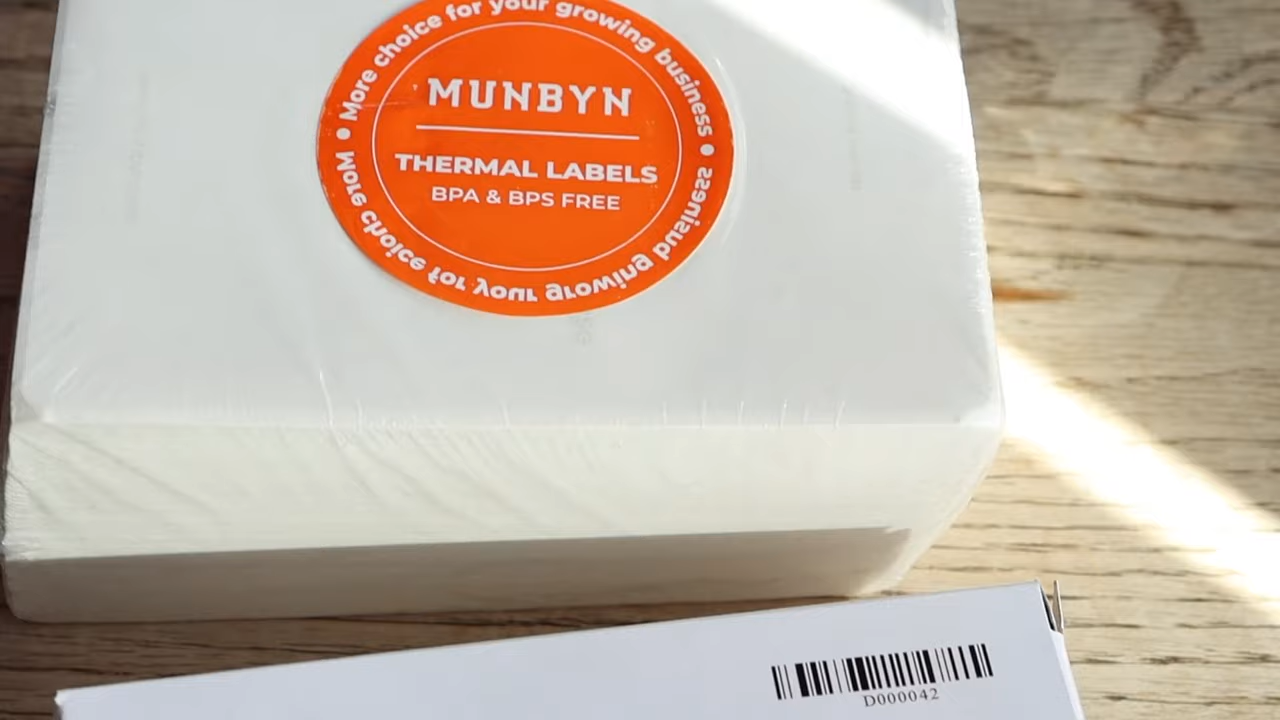 More choice for your growing business
MUNBYN
THERMAL LABELS
BPA & BPS FREE
More choice for your growing business
D000042